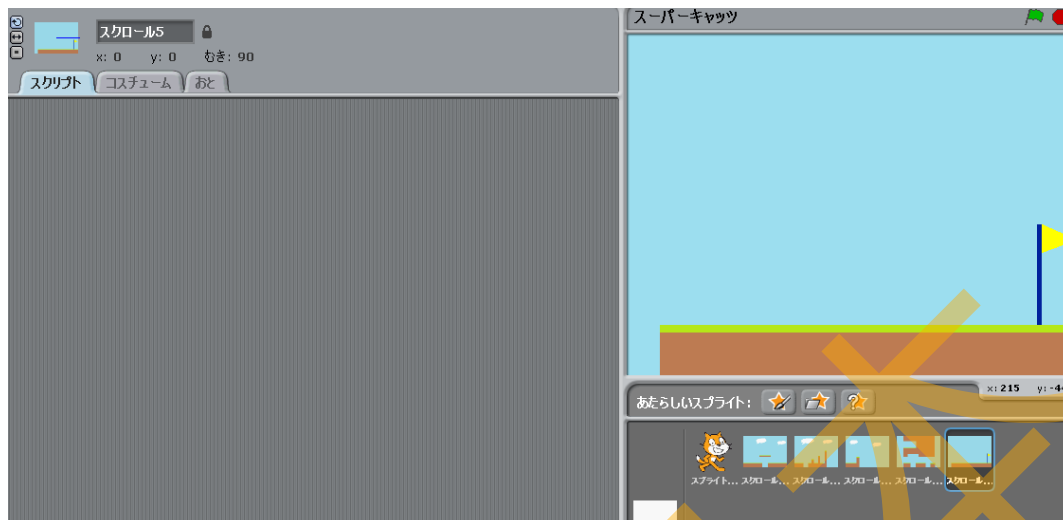 スクロール5
x: 0 y: 0 むき: 90
スクリプト コスチューム おと
スーパーキャッツ
x: 215 y: -44
あたらしいスプライト:
スプライト... スクロール... スクロール... スクロール... スクロール... スクロール...